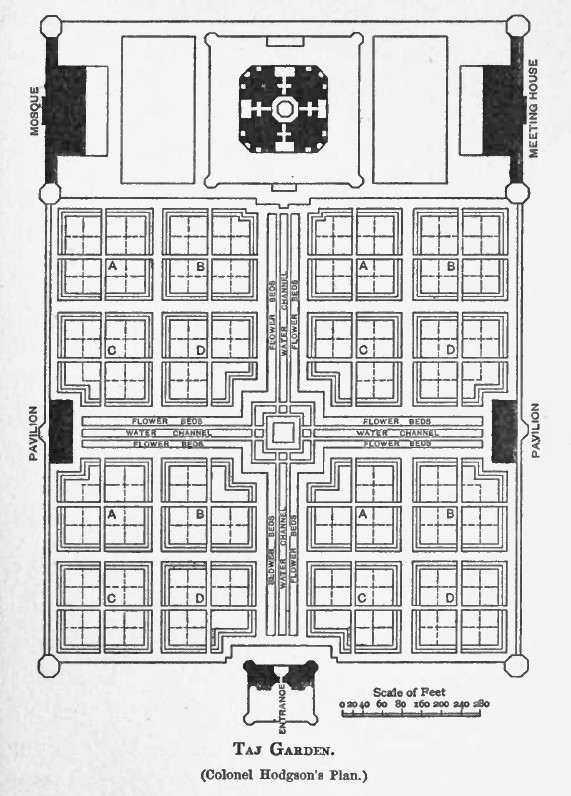 MOSQUE
MEETING HOUSE
A
B
A
B
FLOWER BEDS
WATER CHANNEL
FLOWER BEDS
C
D
C
D
PAVILION
FLOWER BEDS
WATER CHANNEL
FLOWER BEDS
FLOWER BEDS
WATER CHANNEL
FLOWER BEDS
PAVILION
A
B
A
B
FLOWER BEDS
WATER CHANNEL
FLOWER BEDS
C
D
C
D
ENTRANCE
Scale of Feet
0 20 40 60 80 160 200 240 280
TAJ GARDEN.
(Colonel Hodgson's Plan.)